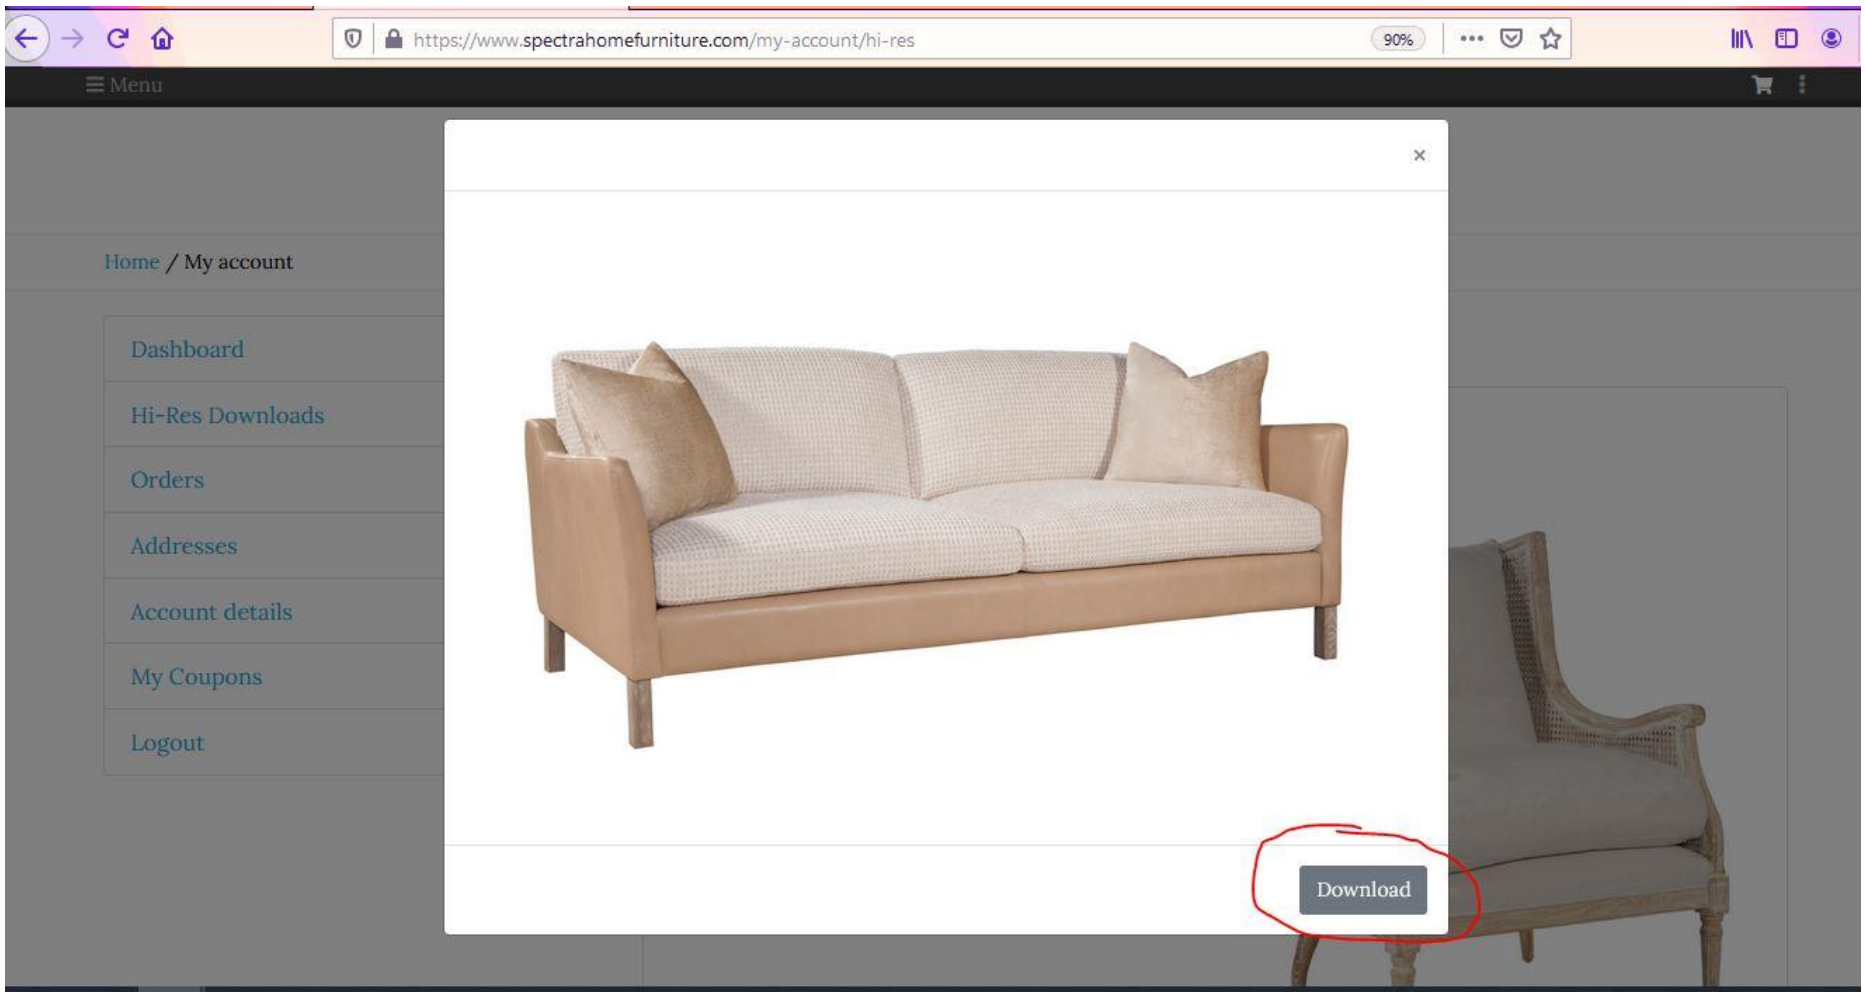 https://www.spectrahomefurniture.com/my-account/hi-res
90%
Menu
×
Home / My account
Dashboard
Hi-Res Downloads
Orders
Addresses
Account details
My Coupons
Logout
Download